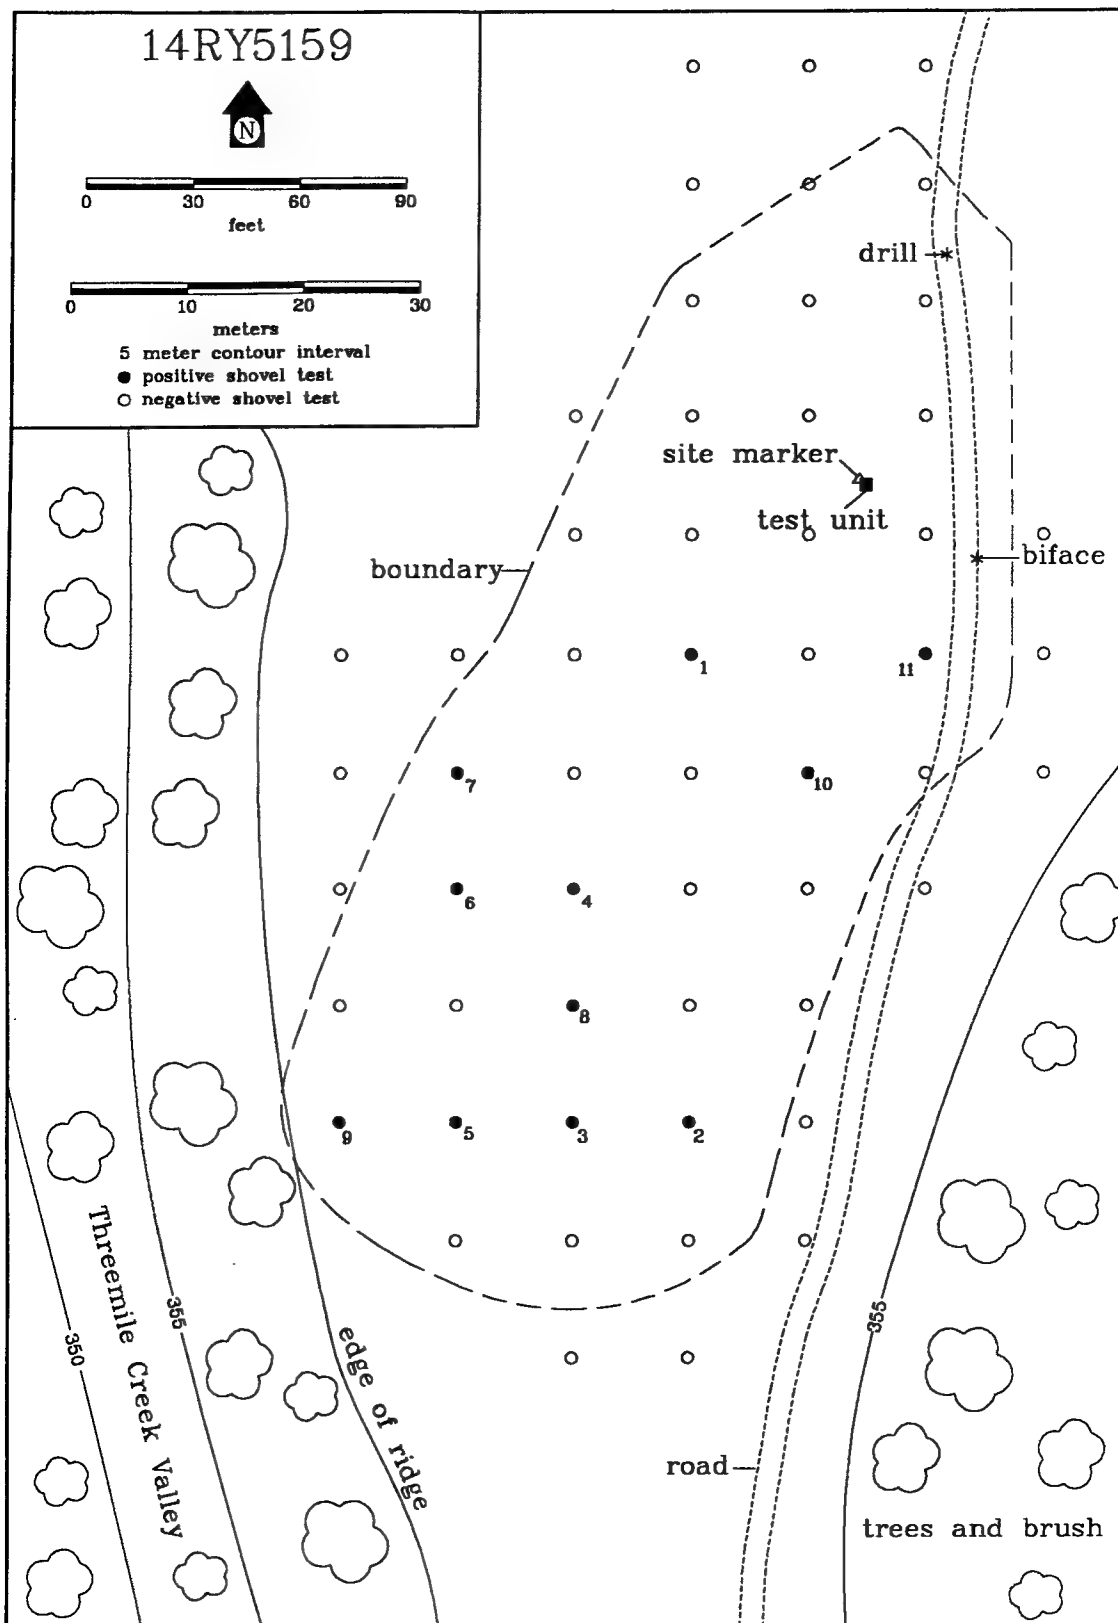 14RY5159
N
0 30 60 90
feet
0 10 20 30
meters
5 meter contour interval
positive shovel test
negative shovel test
drill
site marker
test unit
boundary
biface
1
11
7
10
6
4
8
9
5
3
2
Threemile Creek Valley
350
355
edge of ridge
355
road
trees and brush